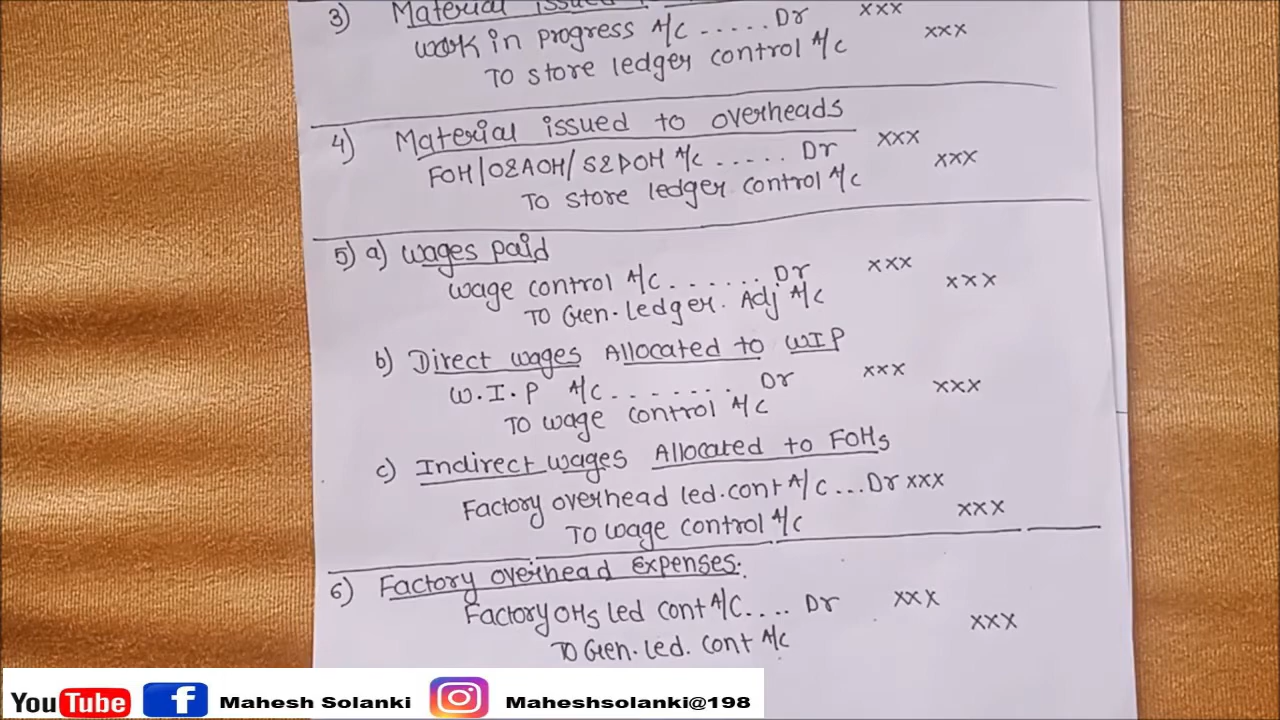 3) Material issued
work in progress A/C ..... Dr xxx
To store ledger control A/c xxx
4) Material issued to overheads
FOH/O&AOH/S&DOH A/c ..... Dr xxx
To store ledger control A/c xxx
5) a) wages paid
wage control A/c ...... Dr xxx
To Gen. ledger. Adj A/c xxx
b) Direct wages Allocated to WIP
W.I.P A/c ....... Dr xxx
To wage control A/c xxx
c) Indirect wages Allocated to FOHs
Factory overhead led. cont A/c ... Dr xxx
To wage control A/c xxx
6) Factory overhead expenses.
Factory OHs led cont A/C.... Dr xxx
To Gen. led. cont A/c xxx
YouTube f Mahesh Solanki Maheshsolanki@198